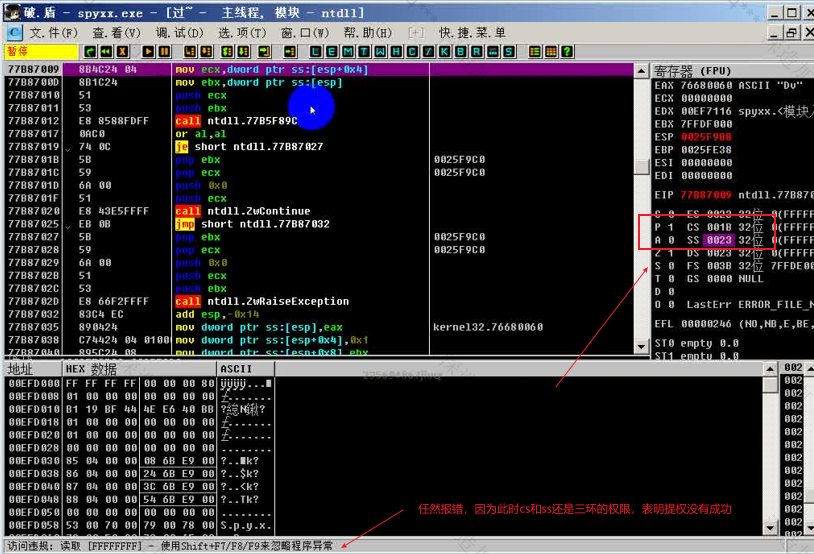 破.盾 - spyxx.exe - [过~ - 主线程, 模块 - ntdll]
文.件(F) 查.看(V) 调.试(D) 选.项(T) 窗.口(W) 帮.助(H) [+] 快.捷.菜.单
暂停 L E M T W H C / K B R ... S
77B87009 8B4C24 04 mov ecx,dword ptr ss:[esp+0x4]
77B8700D 8B1C24 mov ebx,dword ptr ss:[esp]
77B87010 51 push ecx
77B87011 53 push ebx
77B87012 E8 8588FDFF call ntdll.77B5F89C
77B87017 0AC0 or al,al
77B87019 74 0C je short ntdll.77B87027
77B8701B 5B pop ebx 0025F9C0
77B8701C 59 pop ecx 0025F9C0
77B8701D 6A 00 push 0x0
77B8701F 51 push ecx
77B87020 E8 43E5FFFF call ntdll.ZwContinue
77B87025 EB 0B jmp short ntdll.77B87032
77B87027 5B pop ebx 0025F9C0
77B87028 59 pop ecx 0025F9C0
77B87029 6A 00 push 0x0
77B8702B 51 push ecx
77B8702C 53 push ebx
77B8702D E8 66F2FFFF call ntdll.ZwRaiseException
77B87032 83C4 EC add esp,-0x14
77B87035 890424 mov dword ptr ss:[esp],eax kernel32.76680060
77B87038 C74424 04 0100 mov dword ptr ss:[esp+0x4],0x1
77B87040 895C24 08 mov dword ptr ss:[esp+0x8],ebx
寄存器 (FPU)
EAX 76680060 ASCII "Dv"
ECX 00000000
EDX 00EF7116 spyxx.<模块
EBX 7FFDF000
ESP 0025F988
EBP 0025FE38
ESI 00000000
EDI 00000000
EIP 77B87009 ntdll.77B870
C 0 ES 0023 32位 0(FFFFF
P 1 CS 001B 32位 0(FFFFF
A 0 SS 0023 32位 0(FFFFF
Z 1 DS 0023 32位 0(FFFFF
S 0 FS 003B 32位 7FFDE00
T 0 GS 0000 NULL
D 0
O 0 LastErr ERROR_FILE_N
EFL 00000246 (NO,NB,E,BE,
ST0 empty 0.0
ST1 empty 0.0
地址 HEX 数据 ASCII
00EFD000 FF FF FF FF 00 00 00 80 ÿÿÿÿ...
00EFD008 01 00 00 00 00 00 00 00
00EFD010 B1 19 BF 44 4E E6 40 BB
00EFD018 01 00 00 00 00 00 00 00
00EFD020 01 00 00 00 00 00 00 00
00EFD028 00 00 00 00 00 00 00 00 ........
00EFD030 85 04 00 00 08 6B E9 00
00EFD038 86 04 00 00 24 6B E9 00 ?..$k?
00EFD040 87 04 00 00 3C 6B E9 00 ?..<k?
00EFD048 88 04 00 00 54 6B E9 00 ?..Tk?
00EFD050 00 00 00 00 00 00 00 00 ........
00EFD058 53 00 70 00 79 00 78 00 S.p.y.x.
002
002
002
002
002
002
002
002
002
002
002
002
任然报错，因为此时cs和ss还是三环的权限，表明提权没有成功
访问违规: 读取 [FFFFFFFF] - 使用Shift+F7/F8/F9来忽略程序异常